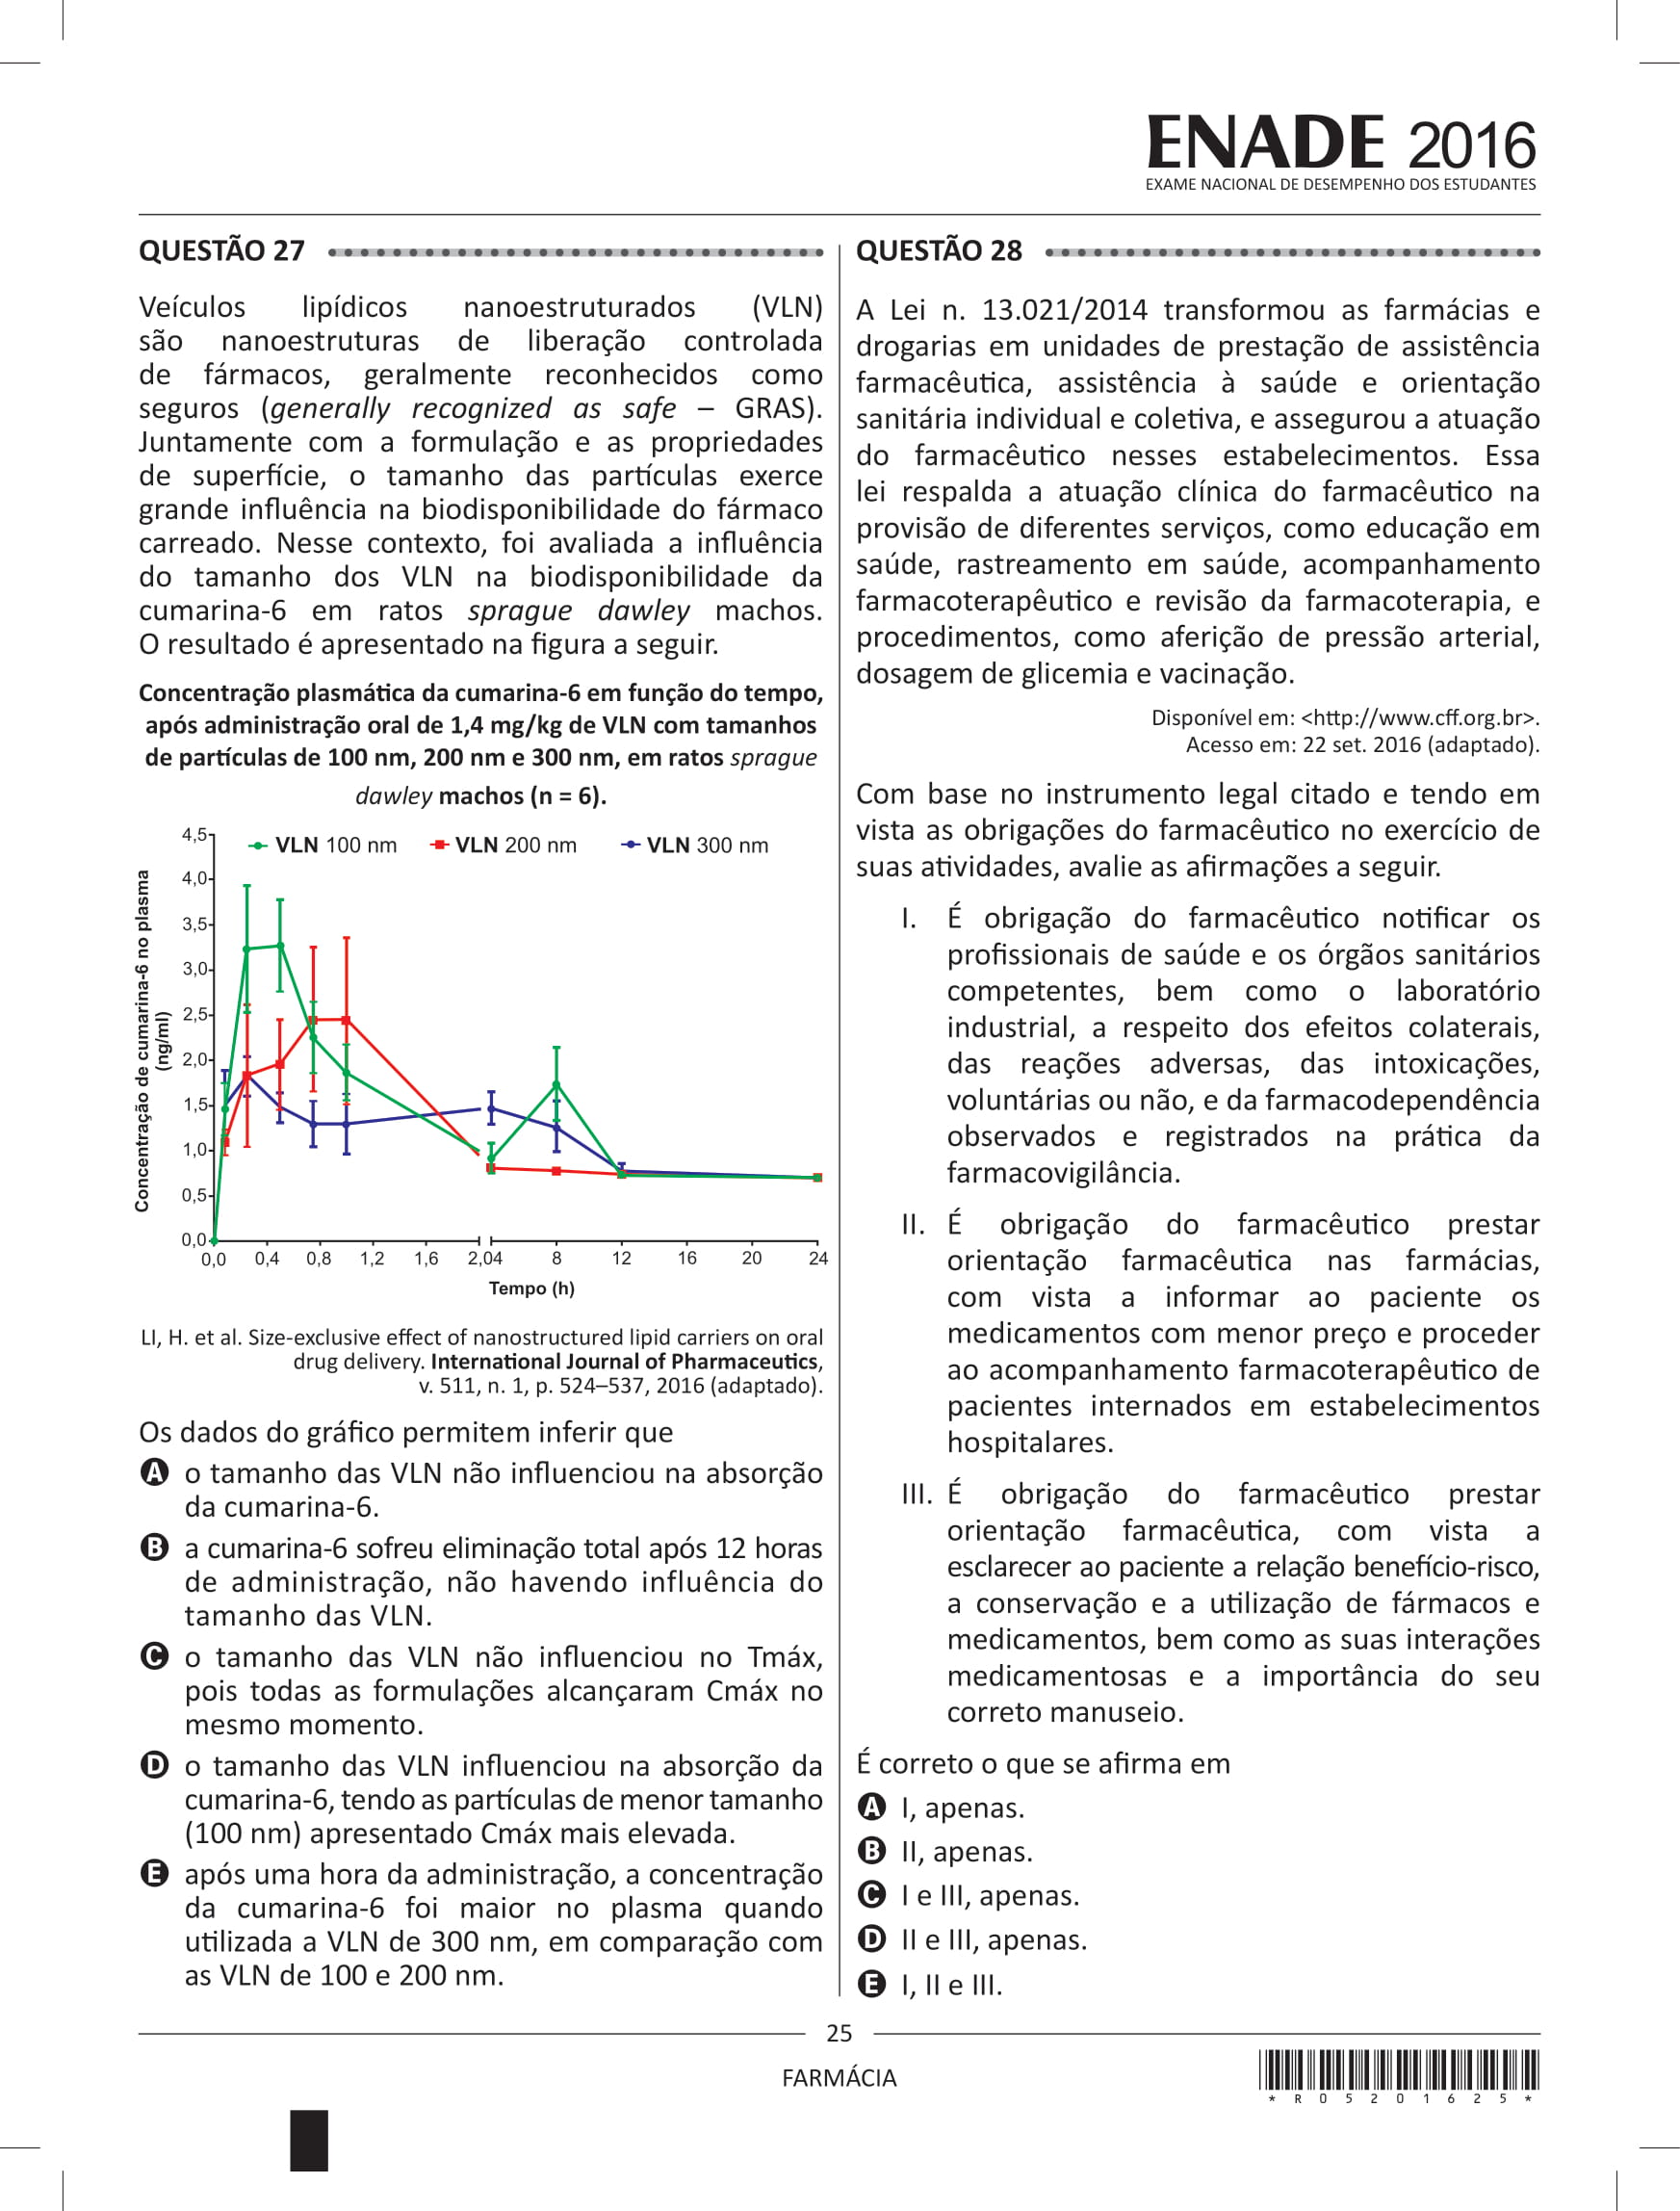 ENADE 2016
EXAME NACIONAL DE DESEMPENHO DOS ESTUDANTES
QUESTÃO 27
Veículos lipídicos nanoestruturados (VLN)
são nanoestruturas de liberação controlada
de fármacos, geralmente reconhecidos como
seguros (generally recognized as safe – GRAS).
Juntamente com a formulação e as propriedades
de superfície, o tamanho das partículas exerce
grande influência na biodisponibilidade do fármaco
carreado. Nesse contexto, foi avaliada a influência
do tamanho dos VLN na biodisponibilidade da
cumarina-6 em ratos sprague dawley machos.
O resultado é apresentado na figura a seguir.
Concentração plasmática da cumarina-6 em função do tempo,
após administração oral de 1,4 mg/kg de VLN com tamanhos
de partículas de 100 nm, 200 nm e 300 nm, em ratos sprague
dawley machos (n = 6).
VLN 100 nm VLN 200 nm VLN 300 nm
Concentração de cumarina-6 no plasma
(ng/ml)
4,5
4,0
3,5
3,0
2,5
2,0
1,5
1,0
0,5
0,0
0,0 0,4 0,8 1,2 1,6 2,04 8 12 16 20 24
Tempo (h)
LI, H. et al. Size-exclusive effect of nanostructured lipid carriers on oral
drug delivery. International Journal of Pharmaceutics,
v. 511, n. 1, p. 524–537, 2016 (adaptado).
Os dados do gráfico permitem inferir que
A o tamanho das VLN não influenciou na absorção
da cumarina-6.
B a cumarina-6 sofreu eliminação total após 12 horas
de administração, não havendo influência do
tamanho das VLN.
C o tamanho das VLN não influenciou no Tmáx,
pois todas as formulações alcançaram Cmáx no
mesmo momento.
D o tamanho das VLN influenciou na absorção da
cumarina-6, tendo as partículas de menor tamanho
(100 nm) apresentado Cmáx mais elevada.
E após uma hora da administração, a concentração
da cumarina-6 foi maior no plasma quando
utilizada a VLN de 300 nm, em comparação com
as VLN de 100 e 200 nm.
QUESTÃO 28
A Lei n. 13.021/2014 transformou as farmácias e
drogarias em unidades de prestação de assistência
farmacêutica, assistência à saúde e orientação
sanitária individual e coletiva, e assegurou a atuação
do farmacêutico nesses estabelecimentos. Essa
lei respalda a atuação clínica do farmacêutico na
provisão de diferentes serviços, como educação em
saúde, rastreamento em saúde, acompanhamento
farmacoterapêutico e revisão da farmacoterapia, e
procedimentos, como aferição de pressão arterial,
dosagem de glicemia e vacinação.
Disponível em: <http://www.cff.org.br>.
Acesso em: 22 set. 2016 (adaptado).
Com base no instrumento legal citado e tendo em
vista as obrigações do farmacêutico no exercício de
suas atividades, avalie as afirmações a seguir.
I. É obrigação do farmacêutico notificar os
profissionais de saúde e os órgãos sanitários
competentes, bem como o laboratório
industrial, a respeito dos efeitos colaterais,
das reações adversas, das intoxicações,
voluntárias ou não, e da farmacodependência
observados e registrados na prática da
farmacovigilância.
II. É obrigação do farmacêutico prestar
orientação farmacêutica nas farmácias,
com vista a informar ao paciente os
medicamentos com menor preço e proceder
ao acompanhamento farmacoterapêutico de
pacientes internados em estabelecimentos
hospitalares.
III. É obrigação do farmacêutico prestar
orientação farmacêutica, com vista a
esclarecer ao paciente a relação benefício-risco,
a conservação e a utilização de fármacos e
medicamentos, bem como as suas interações
medicamentosas e a importância do seu
correto manuseio.
É correto o que se afirma em
A I, apenas.
B II, apenas.
C I e III, apenas.
D II e III, apenas.
E I, II e III.
25
FARMÁCIA
*R05201625*